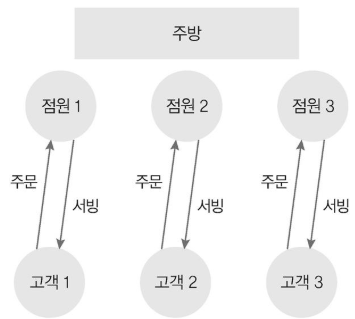 주방
점원 1 점원 2 점원 3
주문 주문 주문
서빙 서빙 서빙
고객 1 고객 2 고객 3